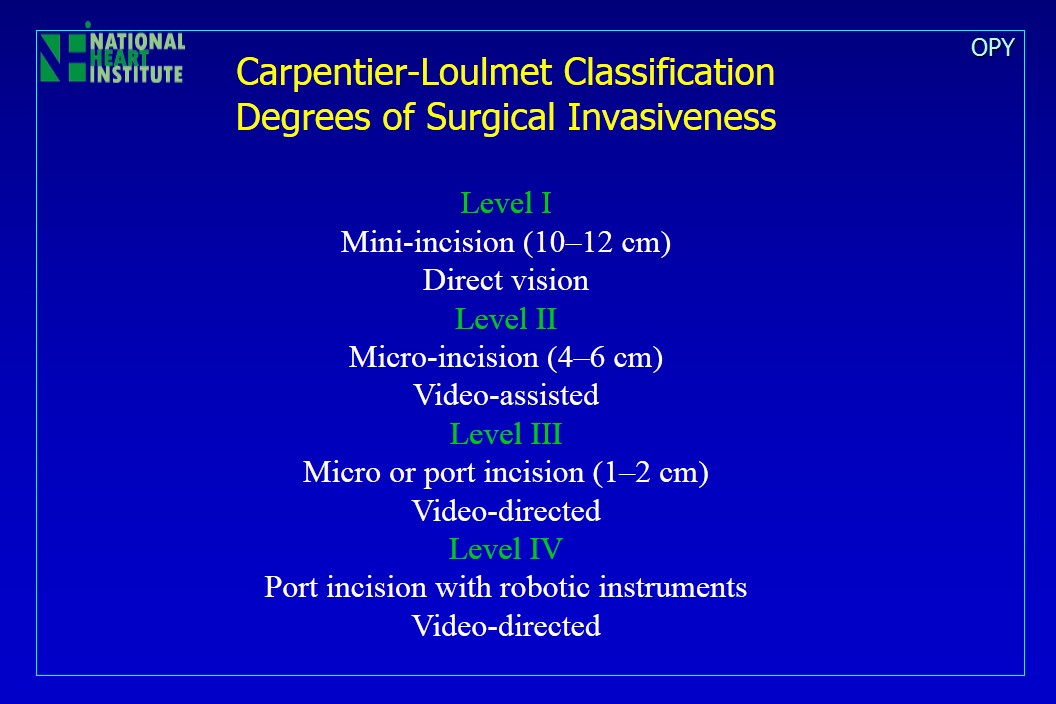 NATIONAL
HEART
INSTITUTE
OPY
Carpentier-Loulmet Classification
Degrees of Surgical Invasiveness
Level I
Mini-incision (10–12 cm)
Direct vision
Level II
Micro-incision (4–6 cm)
Video-assisted
Level III
Micro or port incision (1–2 cm)
Video-directed
Level IV
Port incision with robotic instruments
Video-directed